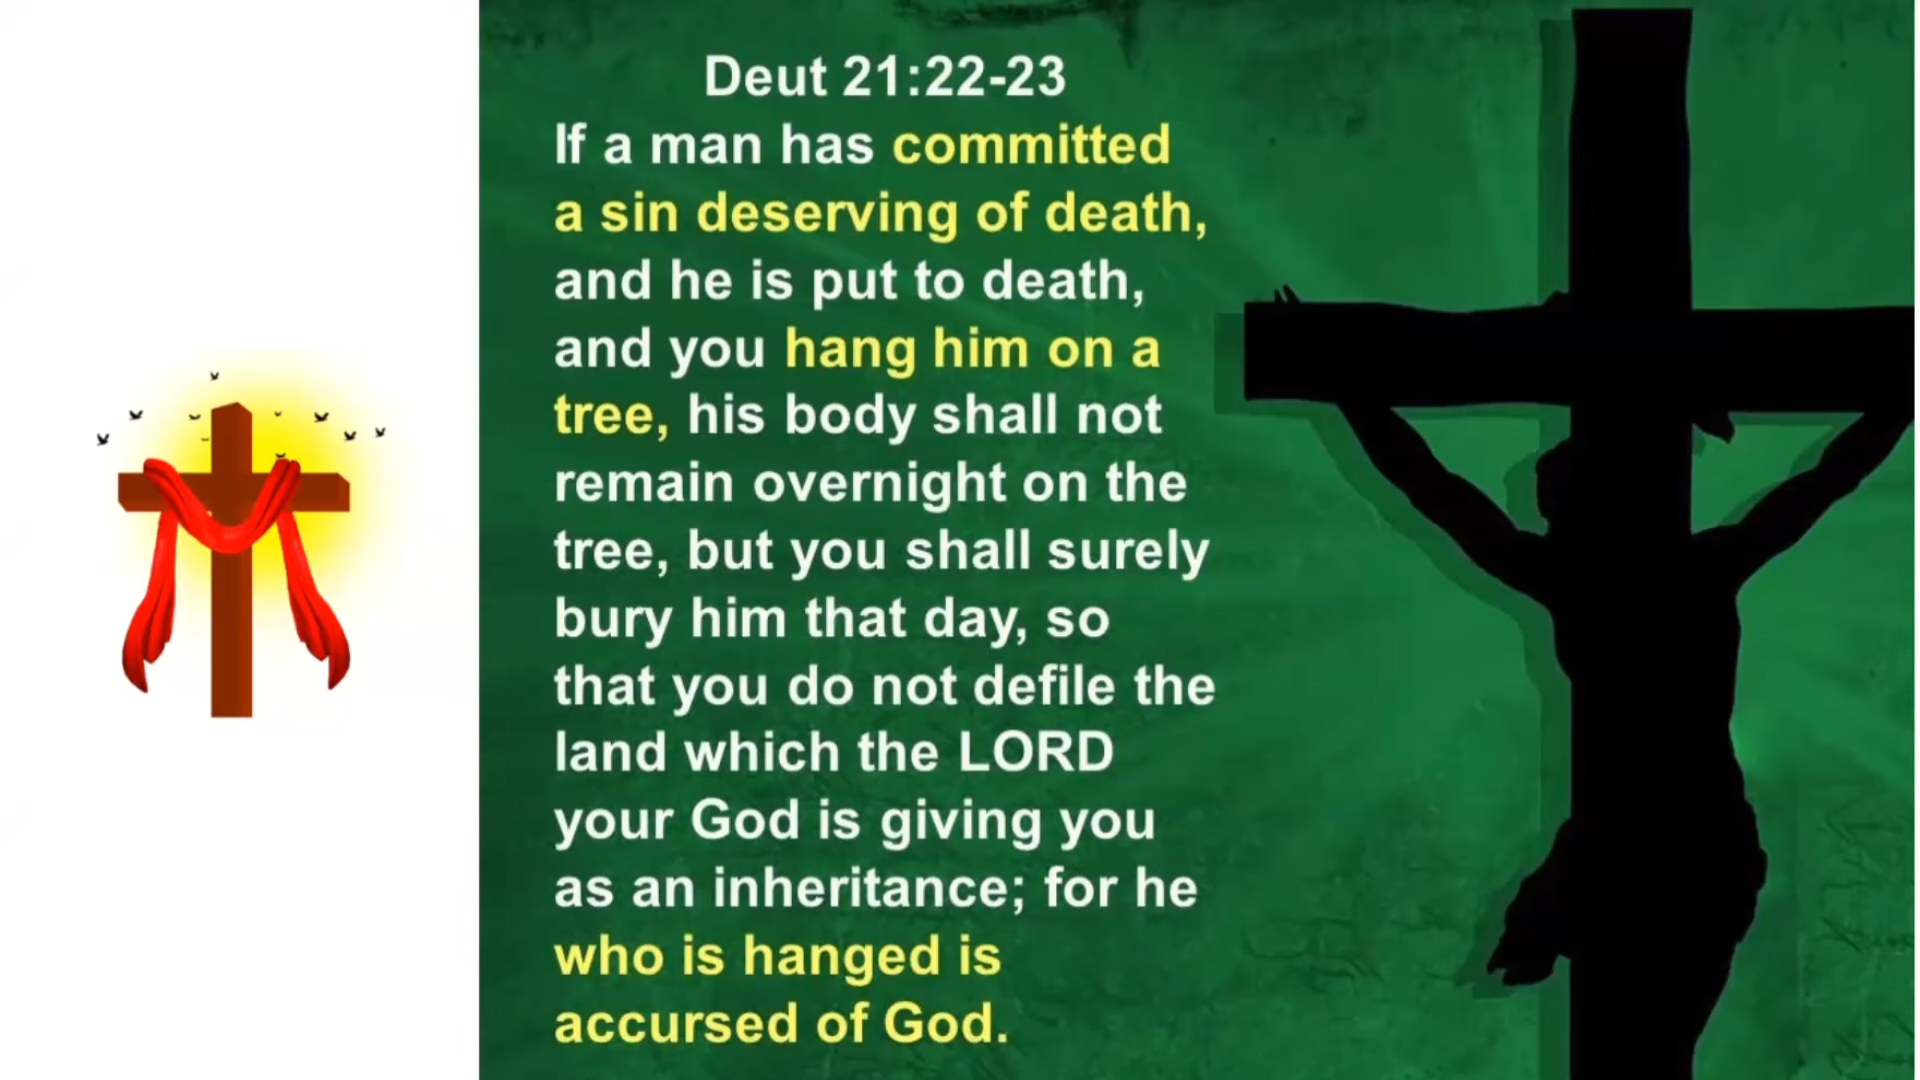 Deut 21:22-23
If a man has committed
a sin deserving of death,
and he is put to death,
and you hang him on a
tree, his body shall not
remain overnight on the
tree, but you shall surely
bury him that day, so
that you do not defile the
land which the LORD
your God is giving you
as an inheritance; for he
who is hanged is
accursed of God.